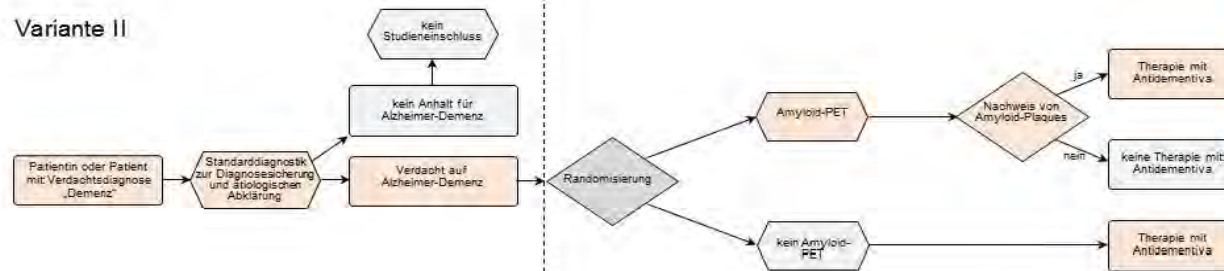 Variante II
kein
Studieneinschluss
kein Anhalt für
Alzheimer-Demenz
Patientin oder Patient
mit Verdachtsdiagnose
„Demenz“
Standarddiagnostik
zur Diagnosesicherung
und ätiologischen
Abklärung
Verdacht auf
Alzheimer-Demenz
Randomisierung
Amyloid-PET
Nachweis von
Amyloid-Plaques
ja
Therapie mit
Antidementiva
nein
keine Therapie mit
Antidementiva
kein Amyloid-
PET
Therapie mit
Antidementiva